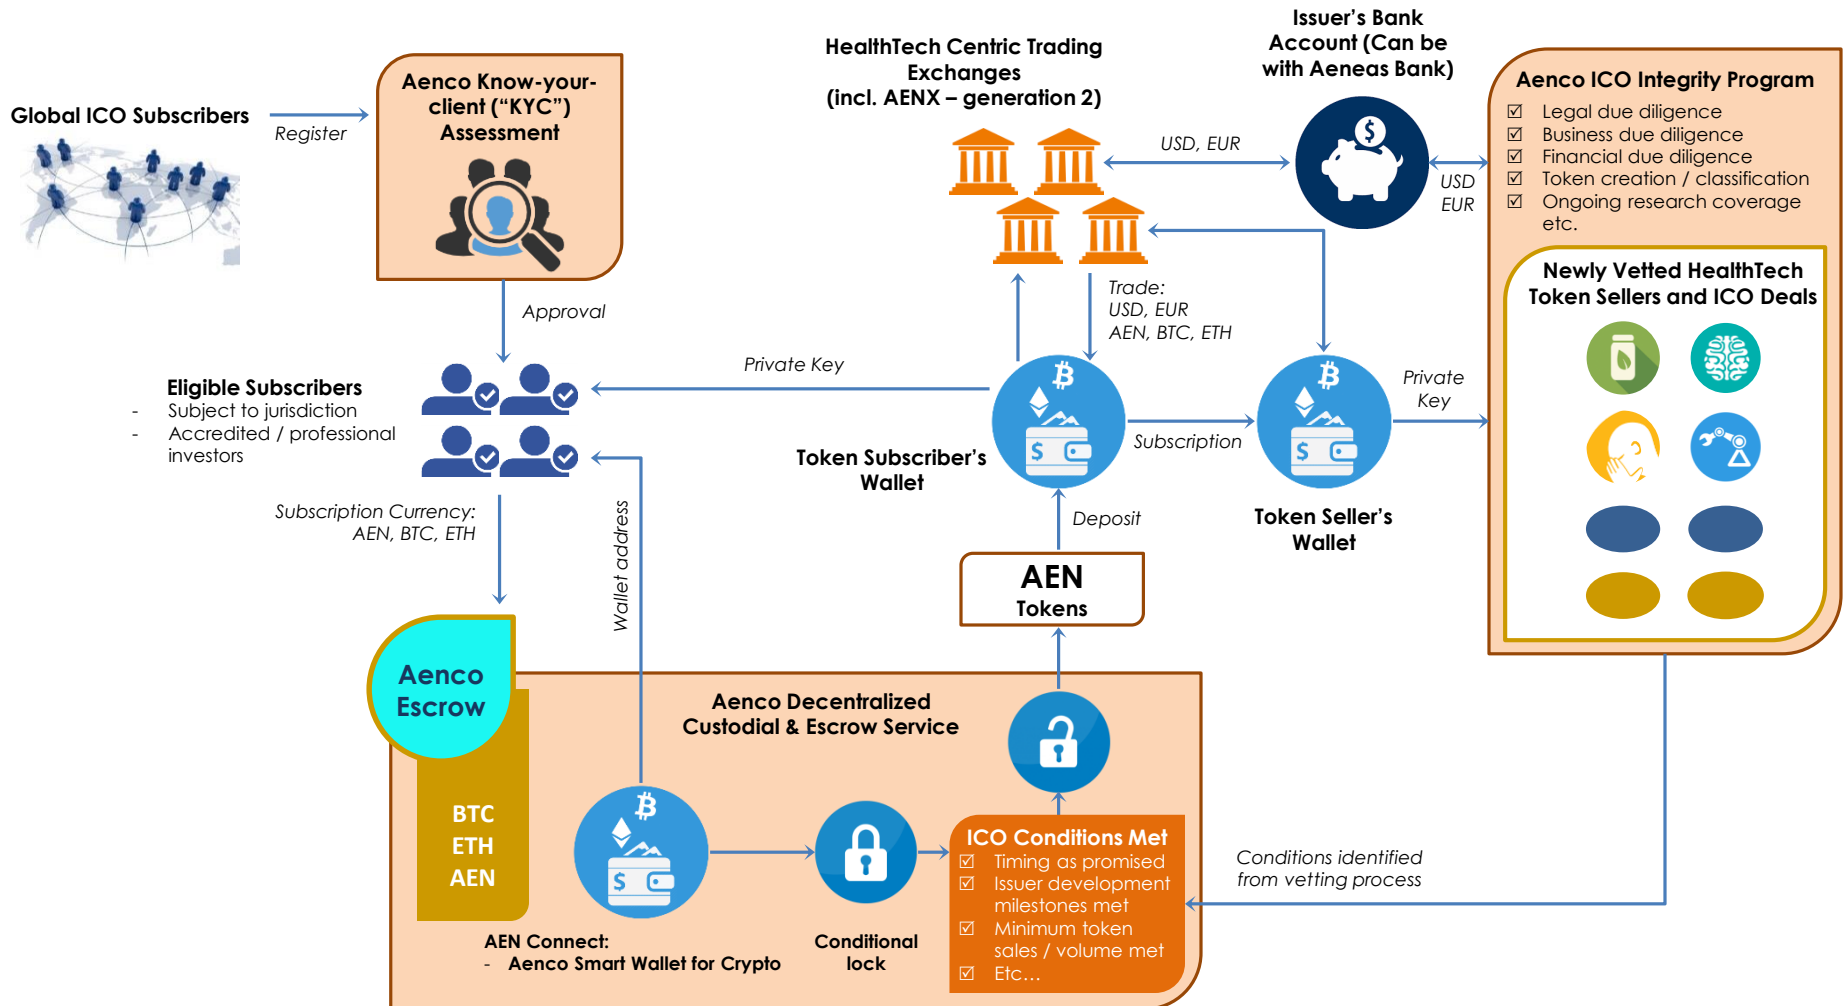 Global ICO Subscribers
Register
Aenco Know-your-
client (“KYC”)
Assessment
Approval
Eligible Subscribers
- Subject to jurisdiction
- Accredited / professional
investors
Subscription Currency:
AEN, BTC, ETH
HealthTech Centric Trading
Exchanges
(incl. AENX – generation 2)
Issuer’s Bank
Account (Can be
with Aeneas Bank)
USD, EUR
USD
EUR
Trade:
USD, EUR
AEN, BTC, ETH
Private Key
Token Subscriber’s
Wallet
Subscription
Token Seller’s
Wallet
Private
Key
Deposit
AEN
Tokens
Wallet address
Aenco ICO Integrity Program
☑ Legal due diligence
☑ Business due diligence
☑ Financial due diligence
☑ Token creation / classification
☑ Ongoing research coverage
etc.
Newly Vetted HealthTech
Token Sellers and ICO Deals
Aenco
Escrow
BTC
ETH
AEN
Aenco Decentralized
Custodial & Escrow Service
AEN Connect:
- Aenco Smart Wallet for Crypto
Conditional
lock
ICO Conditions Met
☑ Timing as promised
☑ Issuer development
milestones met
☑ Minimum token
sales / volume met
☑ Etc…
Conditions identified
from vetting process